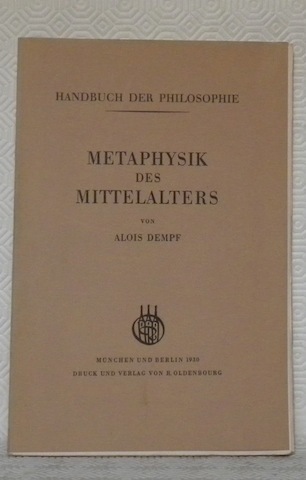 HANDBUCH DER PHILOSOPHIE
METAPHYSIK
DES
MITTELALTERS
VON
ALOIS DEMPF
MÜNCHEN UND BERLIN 1930
DRUCK UND VERLAG VON R. OLDENBOURG